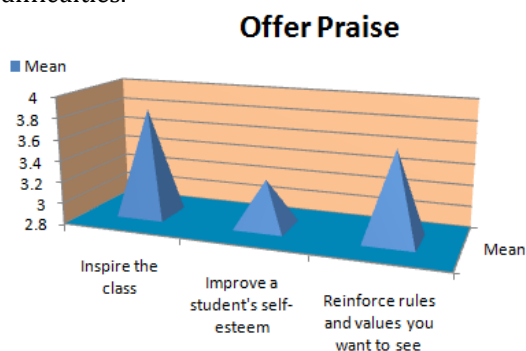 difficulties.
Offer Praise
Mean
4
3.8
3.6
3.4
3.2
3
2.8
Mean
Inspire the
class
Improve a
student's self-
esteem
Reinforce rules
and values you
want to see